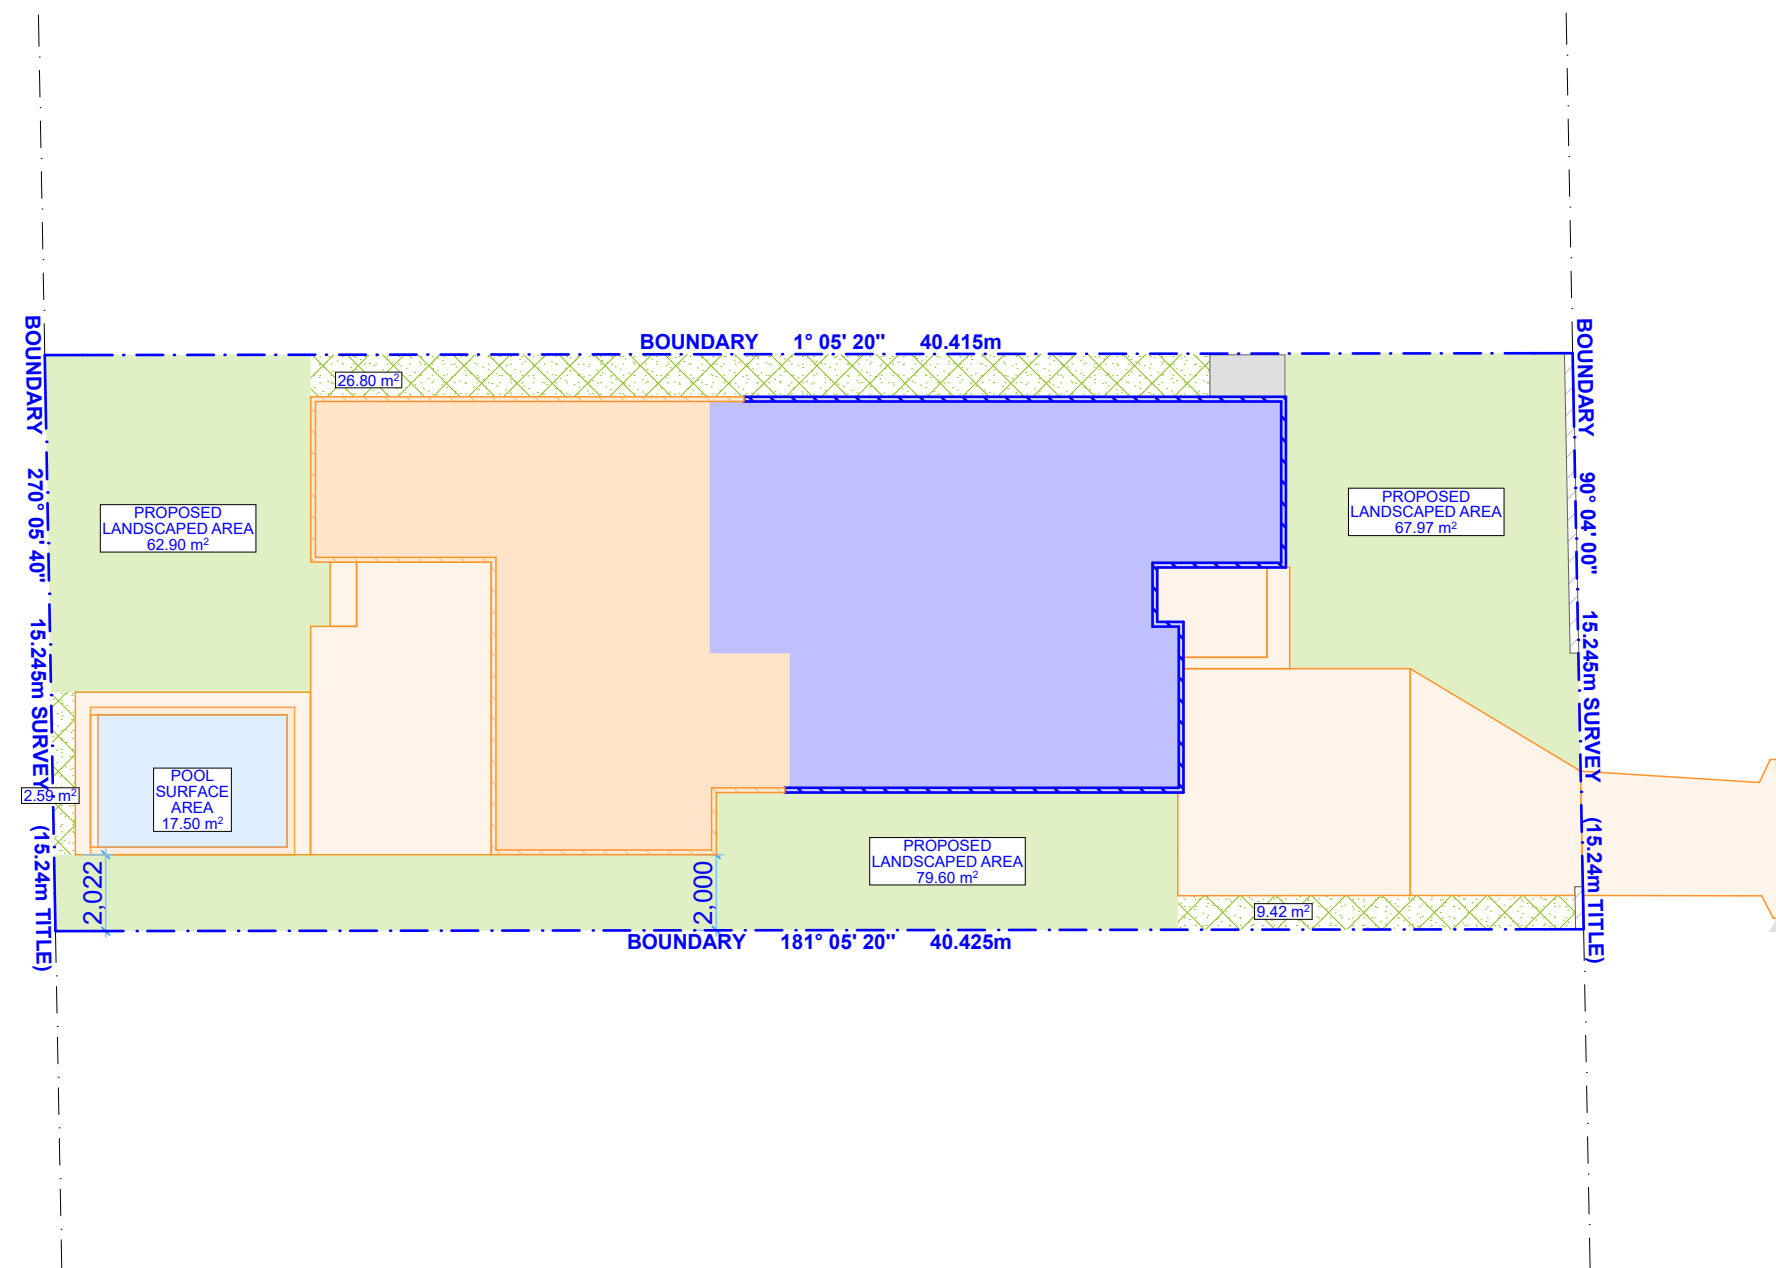 BOUNDARY 1° 05' 20" 40.415m
26.80 m²
BOUNDARY 270° 05' 40" 15.245m SURVEY (15.24m TITTLE)
BOUNDARY 90° 04' 00" 15.245m SURVEY (15.24m TITTLE)
PROPOSED
LANDSCAPED AREA
62.90 m²
PROPOSED
LANDSCAPED AREA
67.97 m²
POOL
SURFACE
AREA
17.50 m²
2.59 m²
PROPOSED
LANDSCAPED AREA
79.60 m²
2,022
2,000
9.42 m²
BOUNDARY 181° 05' 20" 40.425m